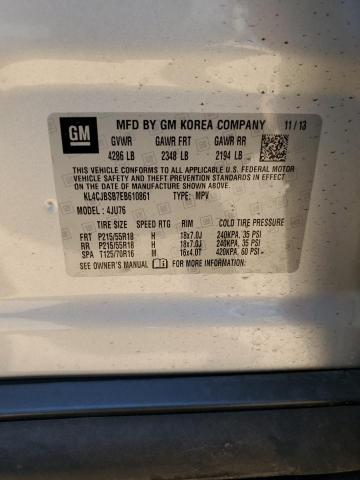 GM
MFD BY GM KOREA COMPANY 11/13
GVWR GAWR FRT GAWR RR
4286 LB 2348 LB 2194 LB
THIS VEHICLE CONFORMS TO ALL APPLICABLE U.S. FEDERAL MOTOR
VEHICLE SAFETY, BUMPER, AND THEFT PREVENTION STANDARDS
IN EFFECT ON THE DATE OF MANUFACTURE SHOWN ABOVE.
KL4CJBSB7EB610861 TYPE: MPV
MODEL: 4JU76
TIRE SIZE SPEED RTG RIM COLD TIRE PRESSURE
FRT P215/55R18 H 18x7.0J 240KPA, 35 PSI
RR P215/55R18 H 18x7.0J 240KPA, 35 PSI
SPA T125/70R16 M 16x4.0T 420KPA, 60 PSI
SEE OWNER'S MANUAL FOR MORE INFORMATION